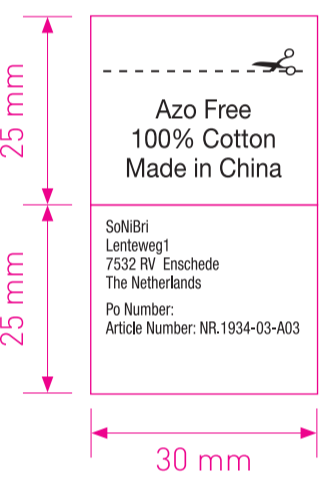 25 mm
Azo Free
100% Cotton
Made in China
25 mm
SoNiBri
Lenteweg1
7532 RV Enschede
The Netherlands
Po Number:
Article Number: NR.1934-03-A03
30 mm